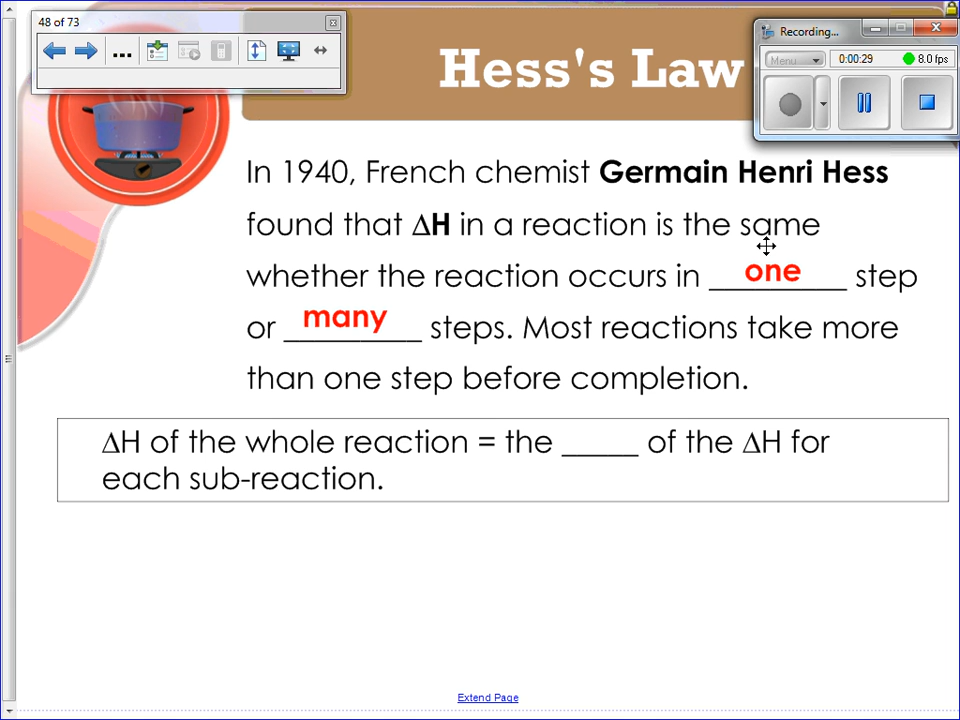 48 of 73
Recording...
Menu
0:00:29
8.0 fps
Hess's Law
In 1940, French chemist Germain Henri Hess
found that ∆H in a reaction is the same
whether the reaction occurs in _________ step
one
or _________ steps. Most reactions take more
many
than one step before completion.
∆H of the whole reaction = the _____ of the ∆H for
each sub-reaction.
Extend Page